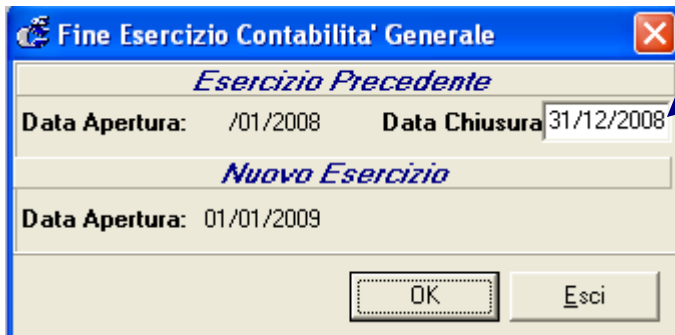 Fine Esercizio Contabilita' Generale
Esercizio Precedente
Data Apertura: /01/2008 Data Chiusura 31/12/2008
Nuovo Esercizio
Data Apertura: 01/01/2009
OK Esci